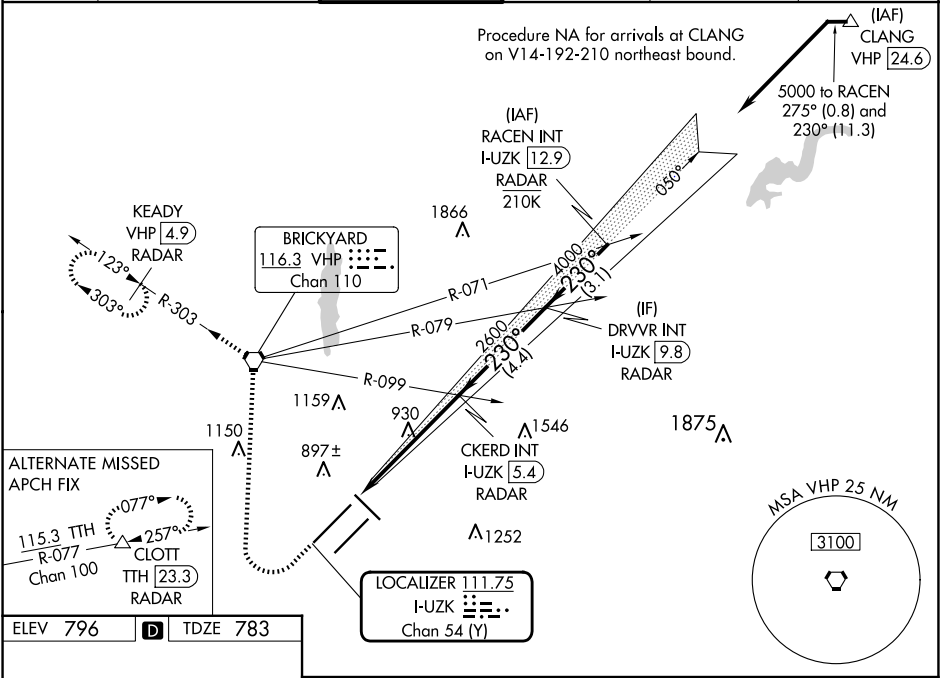 Procedure NA for arrivals at CLANG
on V14-192-210 northeast bound.
(IAF)
CLANG
VHP 24.6
5000 to RACEN
275° (0.8) and
230° (11.3)
(IAF)
RACEN INT
I-UZK 12.9
RADAR
210K
050°
KEADY
VHP 4.9
RADAR
123°
303°
R-303
BRICKYARD
116.3 VHP
Chan 110
1866
R-071
R-079
R-099
4000
230°
(3.1)
2600
230°
(4.4)
(IF)
DRVVR INT
I-UZK 9.8
RADAR
1159
930
1150
897±
1546
1875
CKERD INT
I-UZK 5.4
RADAR
1252
ALTERNATE MISSED
APCH FIX
077°
257°
115.3 TTH
R-077
Chan 100
CLOTT
TTH 23.3
RADAR
LOCALIZER 111.75
I-UZK
Chan 54 (Y)
MSA VHP 25 NM
3100
ELEV 796 D TDZE 783